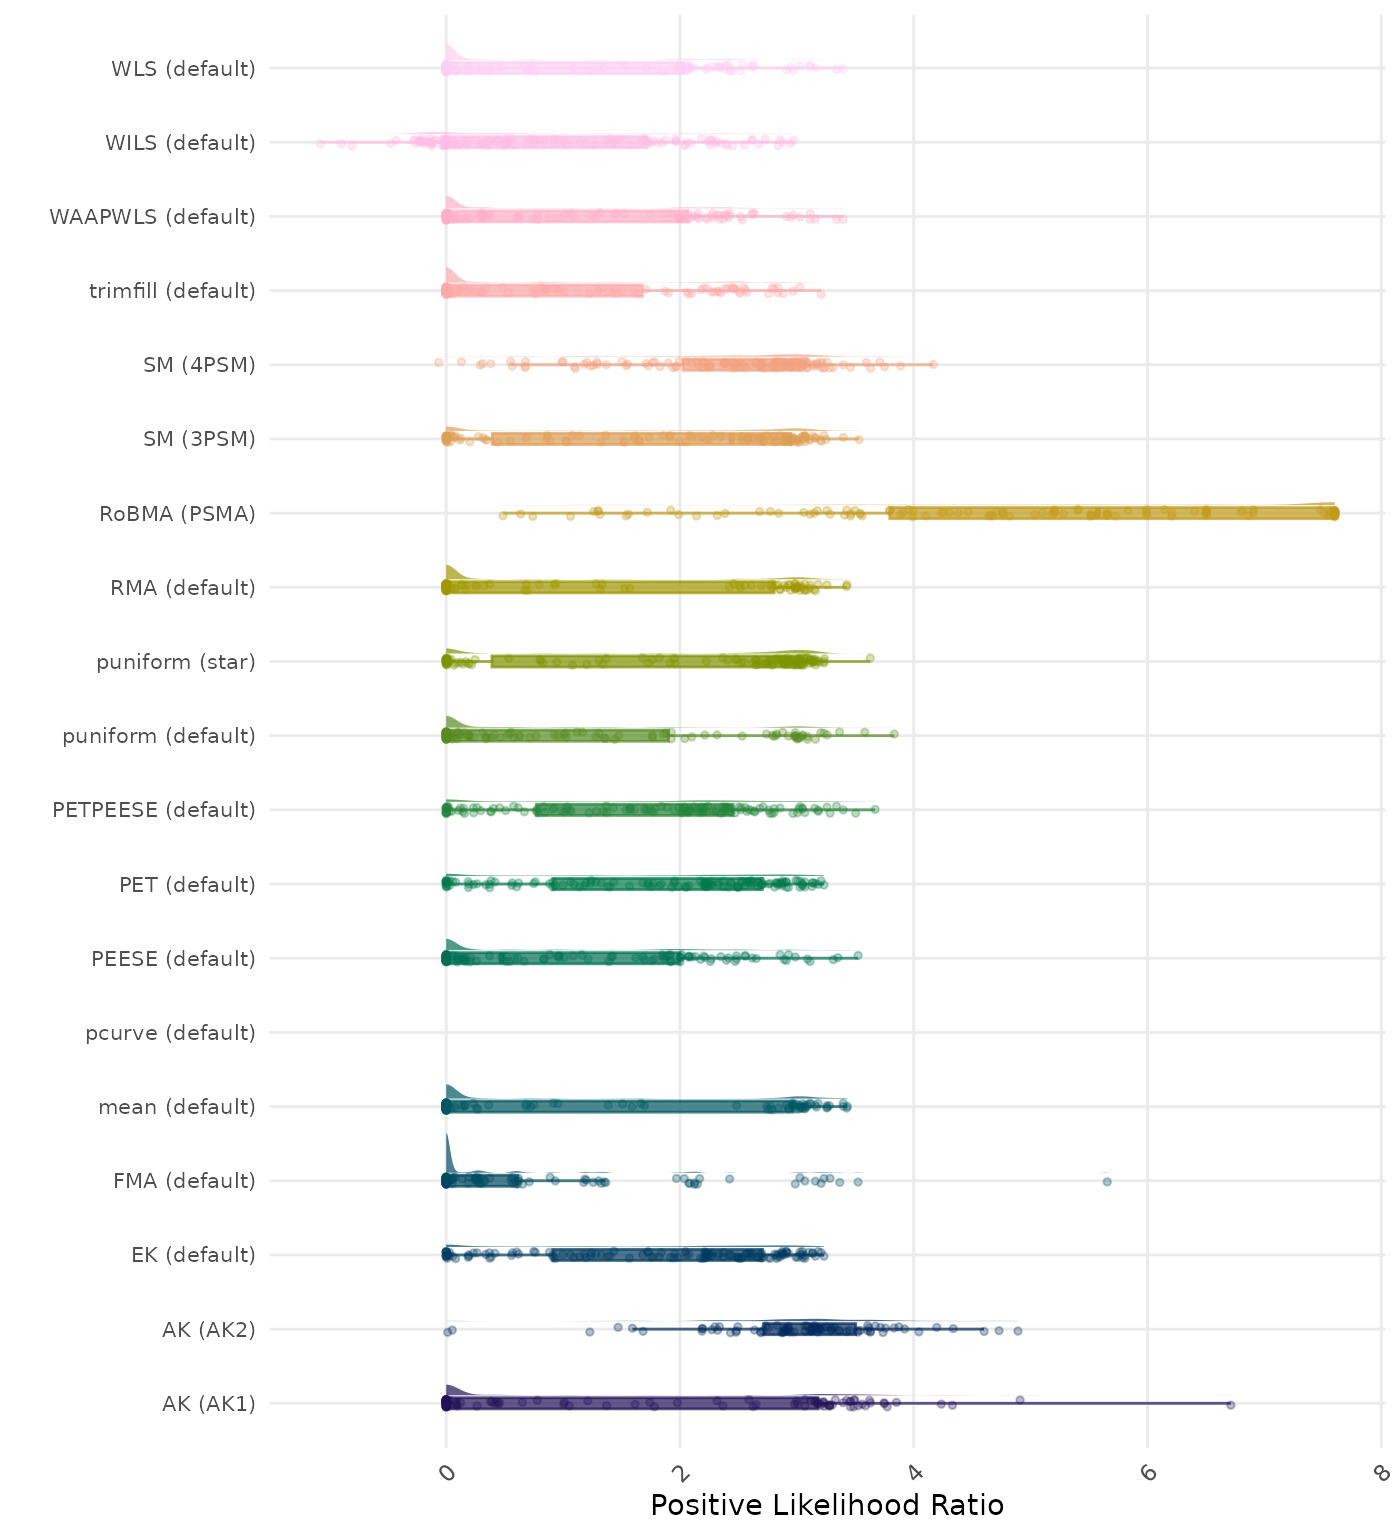 WLS (default)
WILS (default)
WAAPWLS (default)
trimfill (default)
SM (4PSM)
SM (3PSM)
RoBMA (PSMA)
RMA (default)
puniform (star)
puniform (default)
PETPEESE (default)
PET (default)
PEESE (default)
pcurve (default)
mean (default)
FMA (default)
EK (default)
AK (AK2)
AK (AK1)
0 2 4 6 8
Positive Likelihood Ratio